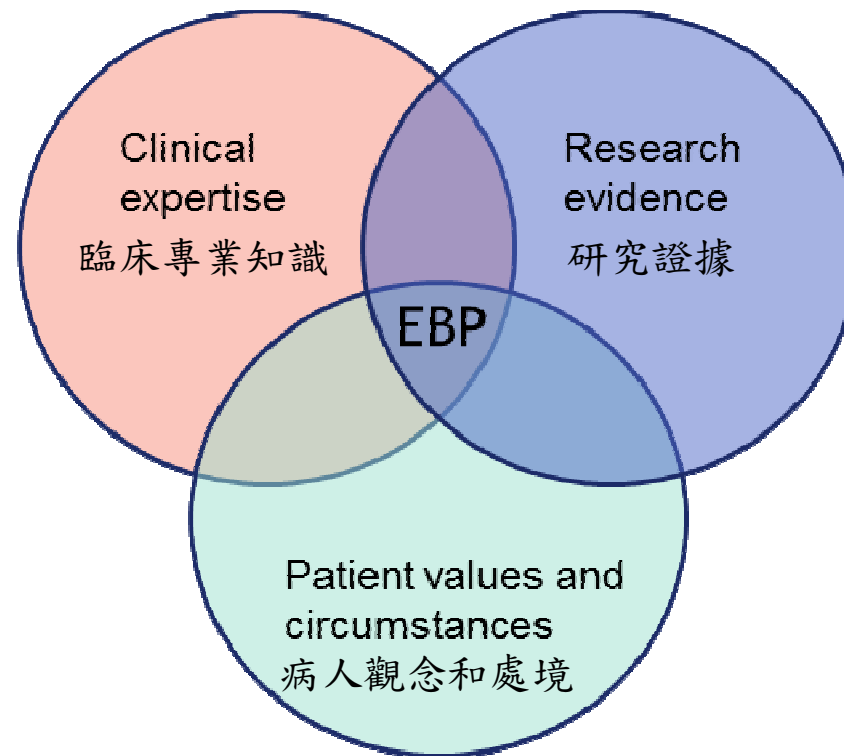 Clinical
expertise
臨床專業知識
Research
evidence
研究證據
EBP
Patient values and
circumstances
病人觀念和處境